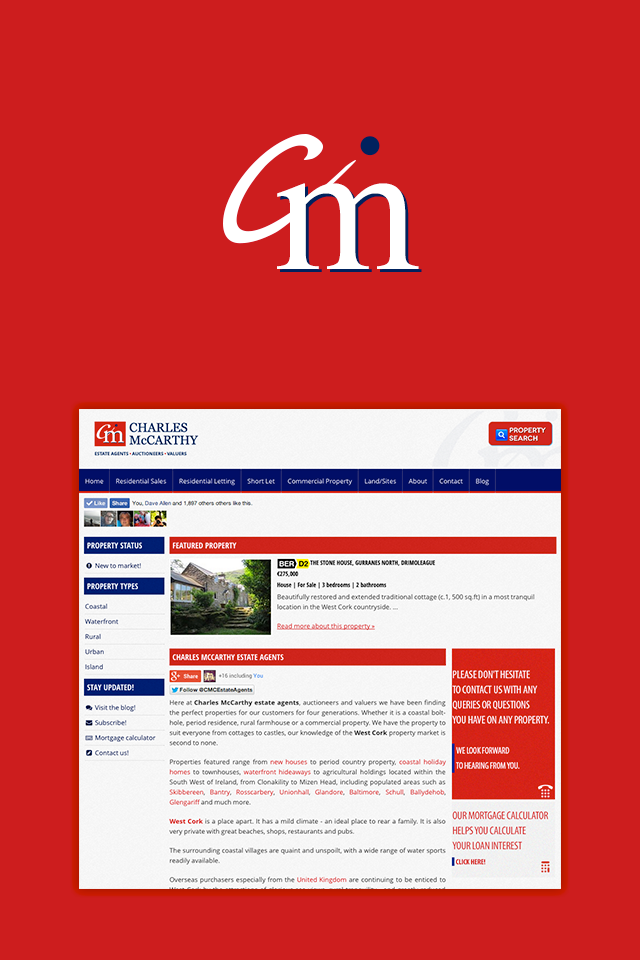 Cm
Cm
CHARLES
McCARTHY
ESTATE AGENTS • AUCTIONEERS • VALUERS
PROPERTY
SEARCH
Home Residential Sales Residential Letting Short Let Commercial Property Land/Sites About Contact Blog
Like Share You, Dave Allen and 1,897 others others like this.
PROPERTY STATUS
New to market!
PROPERTY TYPES
Coastal
Waterfront
Rural
Urban
Island
STAY UPDATED!
Visit the blog!
Subscribe!
Mortgage calculator
Contact us!
FEATURED PROPERTY
BER D2 THE STONE HOUSE, GURRANES NORTH, DRIMOLEAGUE
€275,000
House | For Sale | 3 bedrooms | 2 bathrooms
Beautifully restored and extended traditional cottage (c.1, 500 sq.ft) in a most tranquil
location in the West Cork countryside. ...
Read more about this property »
CHARLES MCCARTHY ESTATE AGENTS
Share +16 including You
Follow @CMCEstateAgents
Here at Charles McCarthy estate agents, auctioneers and valuers we have been finding
the perfect properties for our customers for four generations. Whether it is a coastal bolt-
hole, period residence, rural farmhouse or a commercial property. We have the property to
suit everyone from cottages to castles, our knowledge of the West Cork property market is
second to none.
Properties featured range from new houses to period country property, coastal holiday
homes to townhouses, waterfront hideaways to agricultural holdings located within the
South West of Ireland, from Clonakility to Mizen Head, including populated areas such as
Skibbereen, Bantry, Rosscarbery, Unionhall, Glandore, Baltimore, Schull, Ballydehob,
Glengariff and much more.
West Cork is a place apart. It has a mild climate - an ideal place to rear a family. It is also
very private with great beaches, shops, restaurants and pubs.
The surrounding coastal villages are quaint and unspoilt, with a wide range of water sports
readily available.
Overseas purchasers especially from the United Kingdom are continuing to be enticed to
PLEASE DON'T HESITATE
TO CONTACT US WITH ANY
QUERIES OR QUESTIONS
YOU HAVE ON ANY PROPERTY.
WE LOOK FORWARD
TO HEARING FROM YOU.
OUR MORTGAGE CALCULATOR
HELPS YOU CALCULATE
YOUR LOAN INTEREST
CLICK HERE!